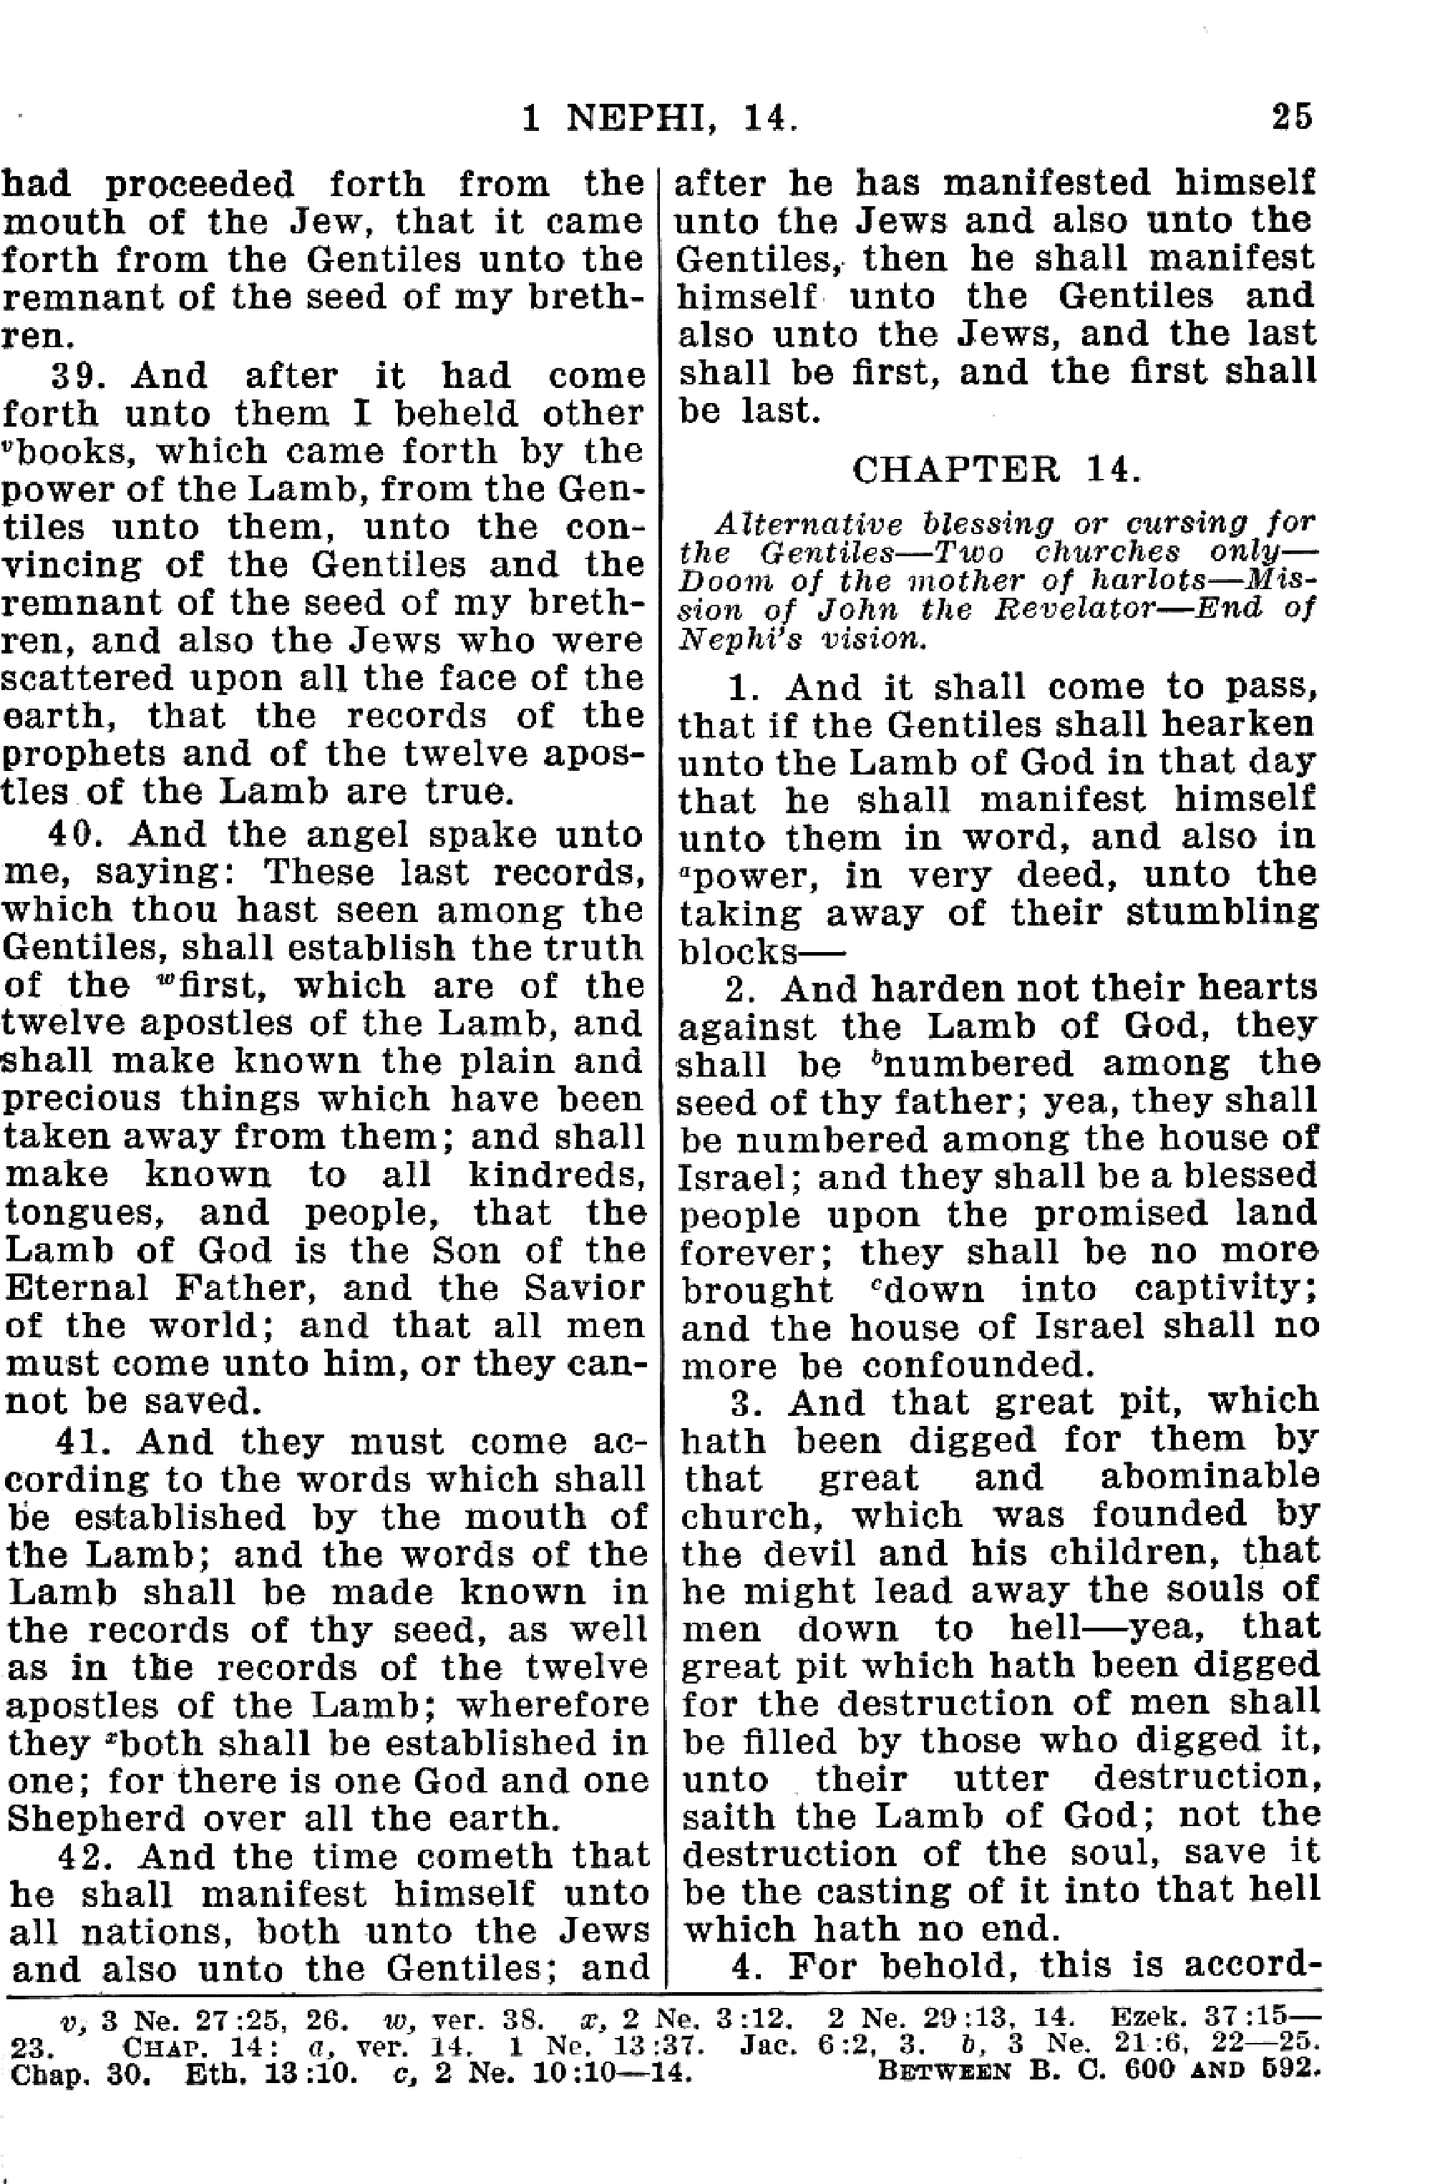 1 NEPHI, 14.
25
had proceeded forth from the
mouth of the Jew, that it came
forth from the Gentiles unto the
remnant of the seed of my breth-
ren.
39. And after it had come
forth unto them I beheld other
ᵛbooks, which came forth by the
power of the Lamb, from the Gen-
tiles unto them, unto the con-
vincing of the Gentiles and the
remnant of the seed of my breth-
ren, and also the Jews who were
scattered upon all the face of the
earth, that the records of the
prophets and of the twelve apos-
tles of the Lamb are true.
40. And the angel spake unto
me, saying: These last records,
which thou hast seen among the
Gentiles, shall establish the truth
of the ʷfirst, which are of the
twelve apostles of the Lamb, and
shall make known the plain and
precious things which have been
taken away from them; and shall
make known to all kindreds,
tongues, and people, that the
Lamb of God is the Son of the
Eternal Father, and the Savior
of the world; and that all men
must come unto him, or they can-
not be saved.
41. And they must come ac-
cording to the words which shall
be established by the mouth of
the Lamb; and the words of the
Lamb shall be made known in
the records of thy seed, as well
as in the records of the twelve
apostles of the Lamb; wherefore
they ˣboth shall be established in
one; for there is one God and one
Shepherd over all the earth.
42. And the time cometh that
he shall manifest himself unto
all nations, both unto the Jews
and also unto the Gentiles; and
after he has manifested himself
unto the Jews and also unto the
Gentiles, then he shall manifest
himself unto the Gentiles and
also unto the Jews, and the last
shall be first, and the first shall
be last.
CHAPTER 14.
Alternative blessing or cursing for
the Gentiles—Two churches only—
Doom of the mother of harlots—Mis-
sion of John the Revelator—End of
Nephi's vision.
1. And it shall come to pass,
that if the Gentiles shall hearken
unto the Lamb of God in that day
that he shall manifest himself
unto them in word, and also in
ᵃpower, in very deed, unto the
taking away of their stumbling
blocks—
2. And harden not their hearts
against the Lamb of God, they
shall be ᵇnumbered among the
seed of thy father; yea, they shall
be numbered among the house of
Israel; and they shall be a blessed
people upon the promised land
forever; they shall be no more
brought ᶜdown into captivity;
and the house of Israel shall no
more be confounded.
3. And that great pit, which
hath been digged for them by
that great and abominable
church, which was founded by
the devil and his children, that
he might lead away the souls of
men down to hell—yea, that
great pit which hath been digged
for the destruction of men shall
be filled by those who digged it,
unto their utter destruction,
saith the Lamb of God; not the
destruction of the soul, save it
be the casting of it into that hell
which hath no end.
4. For behold, this is accord-
v, 3 Ne. 27:25, 26. w, ver. 38. x, 2 Ne. 3:12. 2 Ne. 29:13, 14. Ezek. 37:15—
23. CHAP. 14: a, ver. 14. 1 Ne. 13:37. Jac. 6:2, 3. b, 3 Ne. 21:6, 22—25.
Chap. 30. Eth. 13:10. c, 2 Ne. 10:10—14. BETWEEN B. C. 600 AND 592.